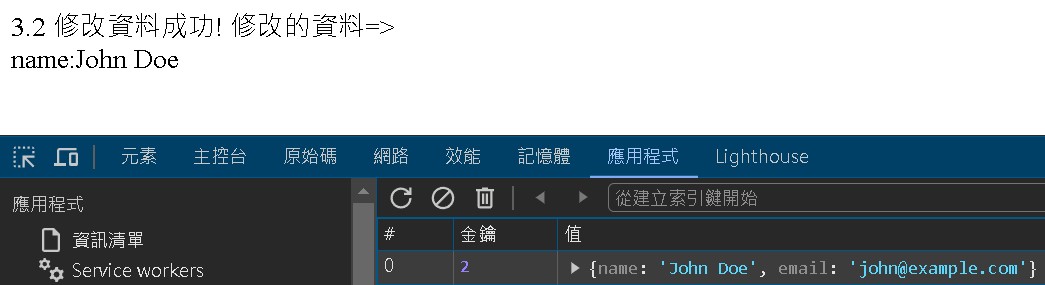 3.2 修改資料成功! 修改的資料=>
name:John Doe
元素 主控台 原始碼 網路 效能 記憶體 應用程式 Lighthouse
應用程式
從建立索引鍵開始
資訊清單
Service workers
# 金鑰 值
0 2 ▶ {name: 'John Doe', email: 'john@example.com'}